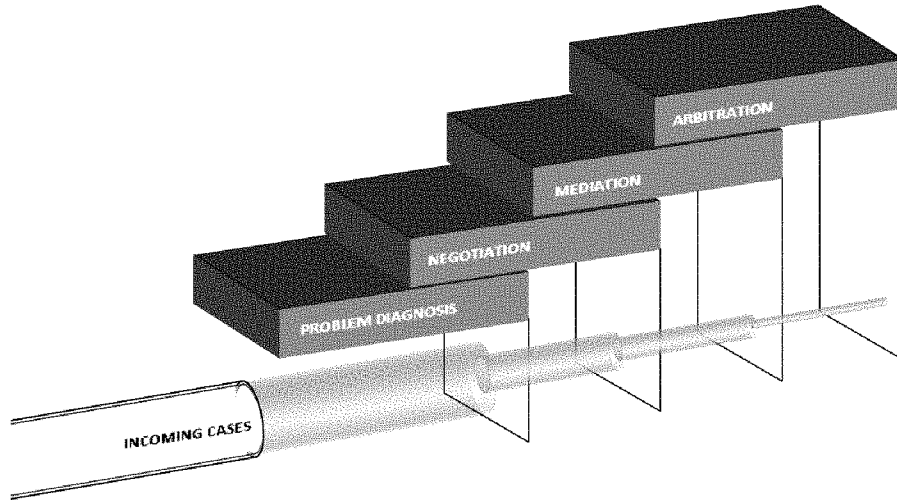 ARBITRATION
MEDIATION
NEGOTIATION
PROBLEM DIAGNOSIS
INCOMING CASES